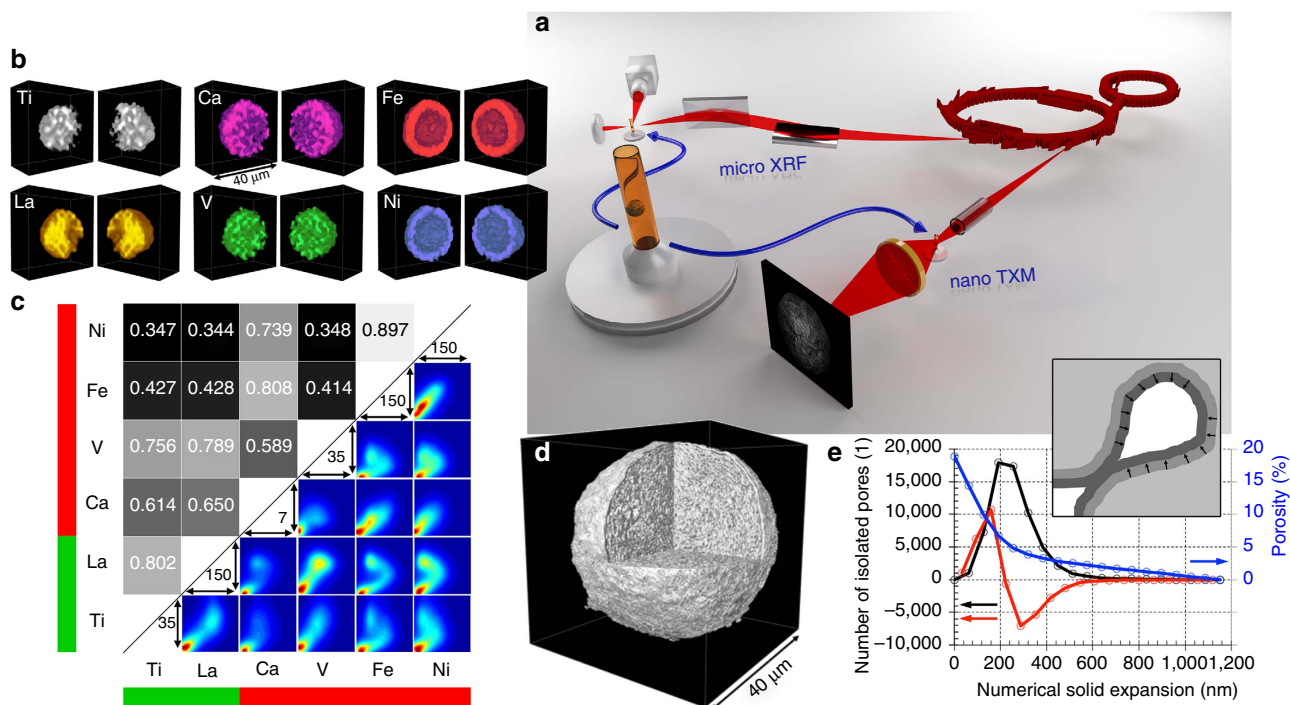 a
micro XRF
nano TXM
b
Ti
Ca
Fe
40 μm
La
V
Ni
c
Ni
0.347
0.344
0.739
0.348
0.897
150
Fe
0.427
0.428
0.808
0.414
150
V
0.756
0.789
0.589
35
Ca
0.614
0.650
7
La
0.802
150
Ti
35
Ti
La
Ca
V
Fe
Ni
d
40 μm
e
Number of isolated pores (1)
20,000
15,000
10,000
5,000
0
−5,000
−10,000
20
15
10
5
0
Porosity (%)
0
200
400
600
800
1,000
1,200
Numerical solid expansion (nm)